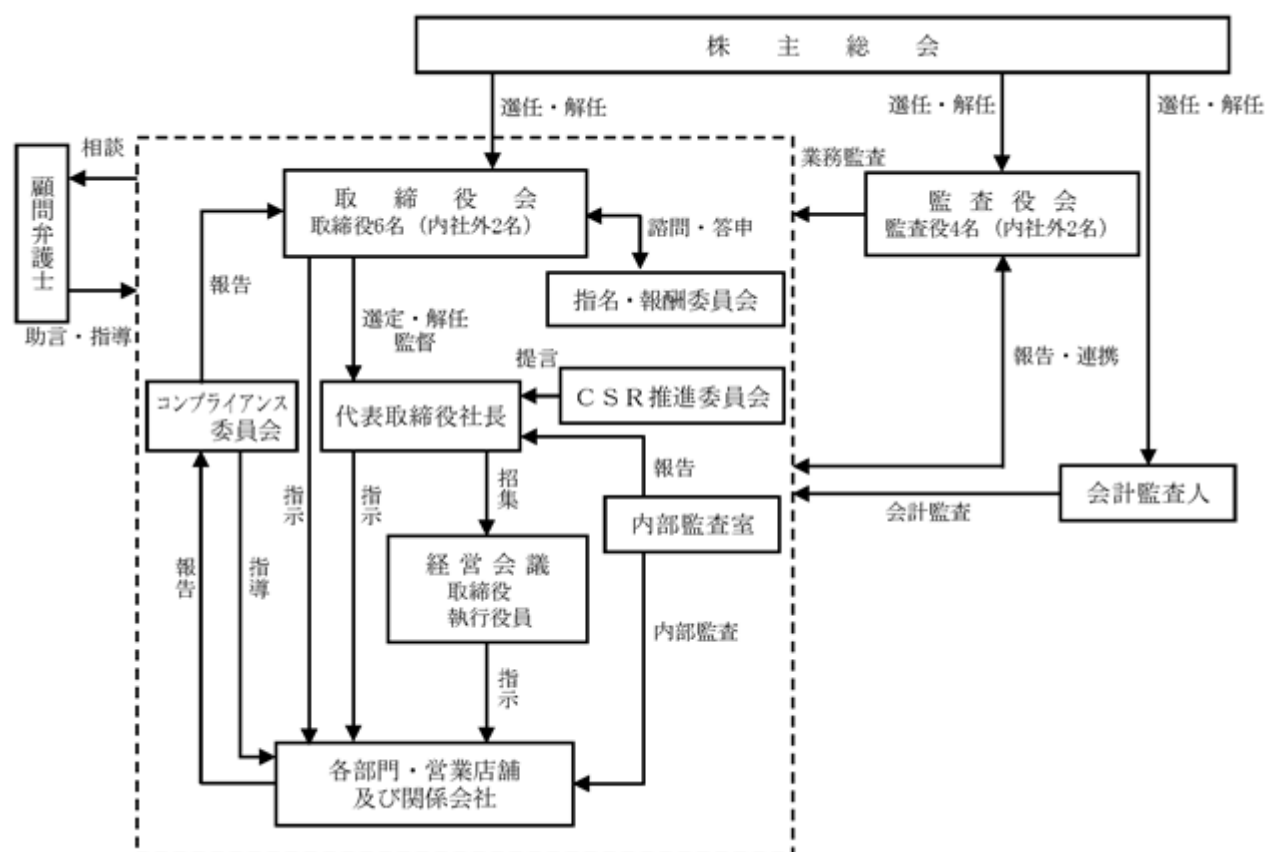 株主総会
選任・解任
選任・解任
選任・解任
相談
顧問弁護士
助言・指導
業務監査
取締役会
取締役6名（内社外2名）
監査役会
監査役4名（内社外2名）
諮問・答申
指名・報酬委員会
報告
選定・解任
監督
提言
CSR推進委員会
報告・連携
コンプライアンス
委員会
代表取締役社長
報告
招集
指示
指示
内部監査室
会計監査人
会計監査
経営会議
取締役
執行役員
報告
指導
内部監査
指示
各部門・営業店舗
及び関係会社